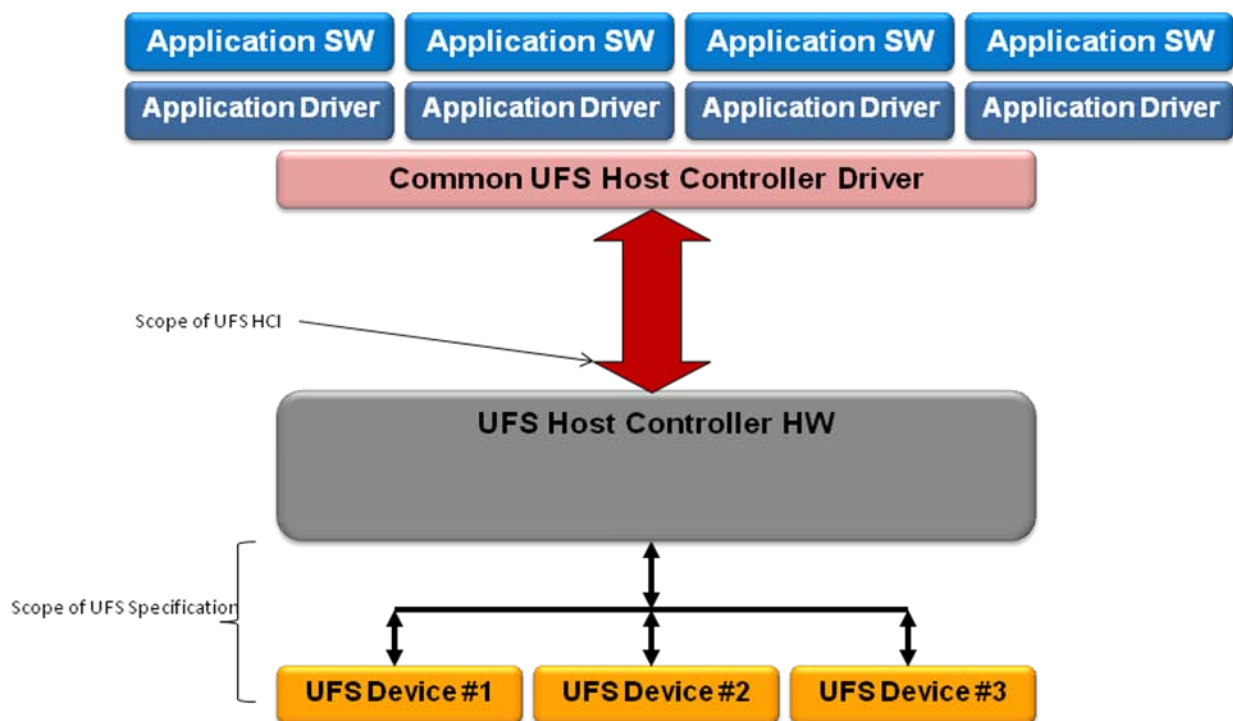 Application SW
Application SW
Application SW
Application SW
Application Driver
Application Driver
Application Driver
Application Driver
Common UFS Host Controller Driver
Scope of UFS HCI
UFS Host Controller HW
Scope of UFS Specification
UFS Device #1
UFS Device #2
UFS Device #3